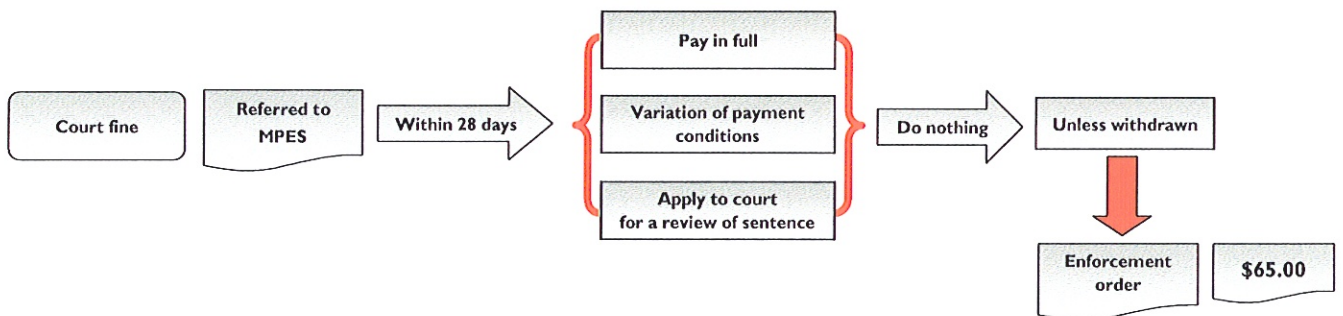 Court fine
Referred to
MPES
Within 28 days
Pay in full
Variation of payment
conditions
Apply to court
for a review of sentence
Do nothing
Unless withdrawn
Enforcement
order
$65.00